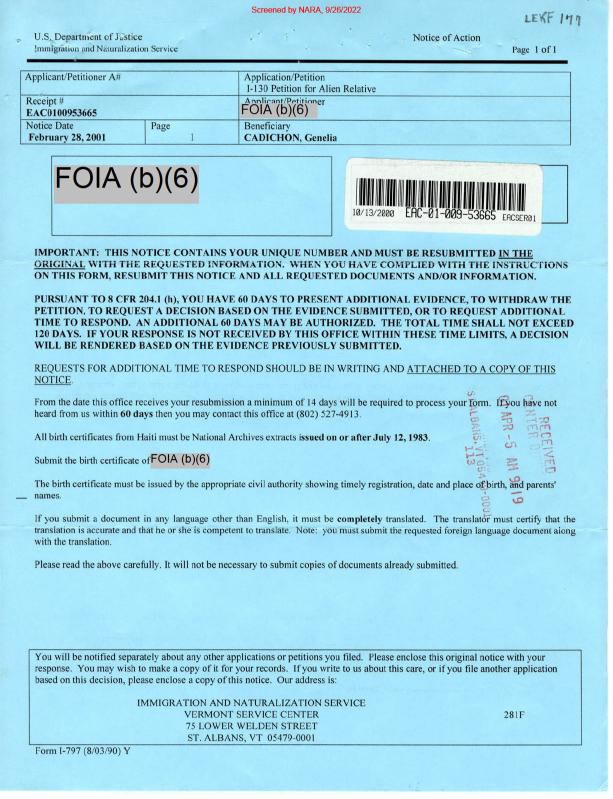 Screened by NARA, 9/26/2022
LEKF 177
U.S. Department of Justice
Immigration and Naturalization Service
Notice of Action
Page 1 of 1
Applicant/Petitioner A#
Application/Petition
I-130 Petition for Alien Relative
Receipt #
EAC0100953665
Applicant/Petitioner
FOIA (b)(6)
Notice Date
February 28, 2001
Page
1
Beneficiary
CADICHON, Genelia
FOIA (b)(6)
10/13/2000 EAC-01-009-53665 EACSER01
IMPORTANT: THIS NOTICE CONTAINS YOUR UNIQUE NUMBER AND MUST BE RESUBMITTED IN THE
ORIGINAL WITH THE REQUESTED INFORMATION. WHEN YOU HAVE COMPLIED WITH THE INSTRUCTIONS
ON THIS FORM, RESUBMIT THIS NOTICE AND ALL REQUESTED DOCUMENTS AND/OR INFORMATION.
PURSUANT TO 8 CFR 204.1 (h), YOU HAVE 60 DAYS TO PRESENT ADDITIONAL EVIDENCE, TO WITHDRAW THE
PETITION, TO REQUEST A DECISION BASED ON THE EVIDENCE SUBMITTED, OR TO REQUEST ADDITIONAL
TIME TO RESPOND. AN ADDITIONAL 60 DAYS MAY BE AUTHORIZED. THE TOTAL TIME SHALL NOT EXCEED
120 DAYS. IF YOUR RESPONSE IS NOT RECEIVED BY THIS OFFICE WITHIN THESE TIME LIMITS, A DECISION
WILL BE RENDERED BASED ON THE EVIDENCE PREVIOUSLY SUBMITTED.
REQUESTS FOR ADDITIONAL TIME TO RESPOND SHOULD BE IN WRITING AND ATTACHED TO A COPY OF THIS
NOTICE.
From the date this office receives your resubmission a minimum of 14 days will be required to process your form. If you have not
heard from us within 60 days then you may contact this office at (802) 527-4913.
All birth certificates from Haiti must be National Archives extracts issued on or after July 12, 1983.
Submit the birth certificate of FOIA (b)(6)
The birth certificate must be issued by the appropriate civil authority showing timely registration, date and place of birth, and parents'
names.
RECEIVED
CENTER
APR -5 AM 9:19
ST. ALBANS, VT
113
If you submit a document in any language other than English, it must be completely translated. The translator must certify that the
translation is accurate and that he or she is competent to translate. Note: you must submit the requested foreign language document along
with the translation.
Please read the above carefully. It will not be necessary to submit copies of documents already submitted.
You will be notified separately about any other applications or petitions you filed. Please enclose this original notice with your
response. You may wish to make a copy of it for your records. If you write to us about this care, or if you file another application
based on this decision, please enclose a copy of this notice. Our address is:
IMMIGRATION AND NATURALIZATION SERVICE
VERMONT SERVICE CENTER
281F
75 LOWER WELDEN STREET
ST. ALBANS, VT 05479-0001
Form I-797 (8/03/90) Y